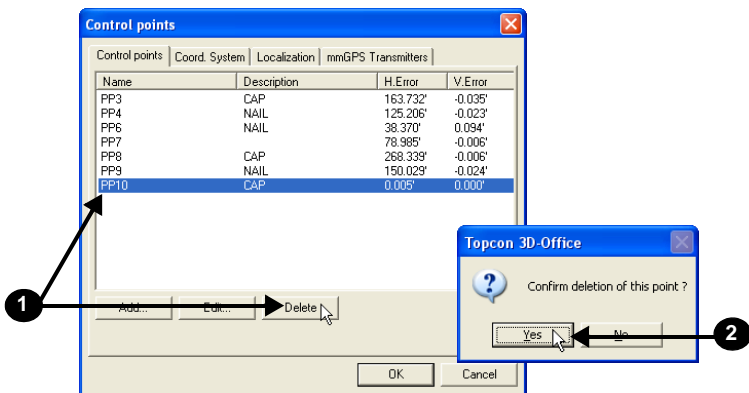 Control points
Control points Coord. System Localization mmGPS Transmitters
Name Description H.Error V.Error
PP3 CAP 163.732' -0.035'
PP4 NAIL 125.206' -0.023'
PP6 NAIL 38.370' 0.094'
PP7 78.985' -0.006'
PP8 CAP 268.339' -0.006'
PP9 NAIL 150.029' -0.024'
PP10 CAP 0.005' 0.000'
1
Add... Edit... Delete
OK Cancel
Topcon 3D-Office
Confirm deletion of this point ?
Yes No
2